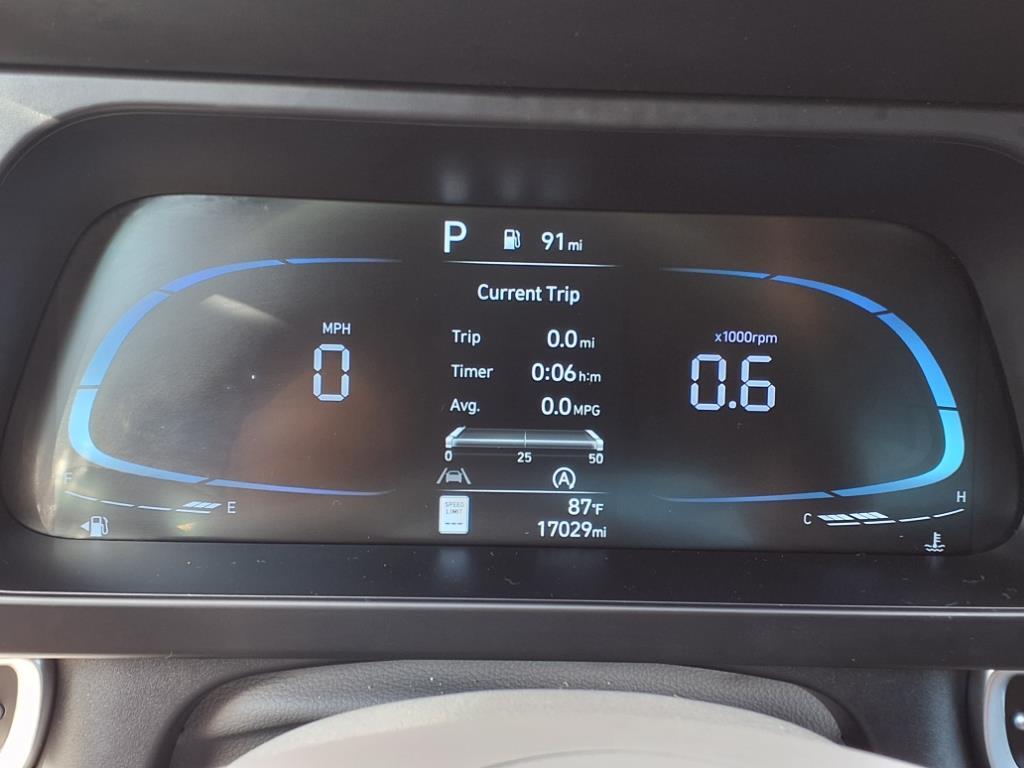 P 91 mi
Current Trip
MPH
0
Trip 0.0 mi
Timer 0:06 h:m
Avg. 0.0 MPG
0 25 50
x1000rpm
0.6
A
F E
SPEED
LIMIT
---
87°F
17029 mi
C H